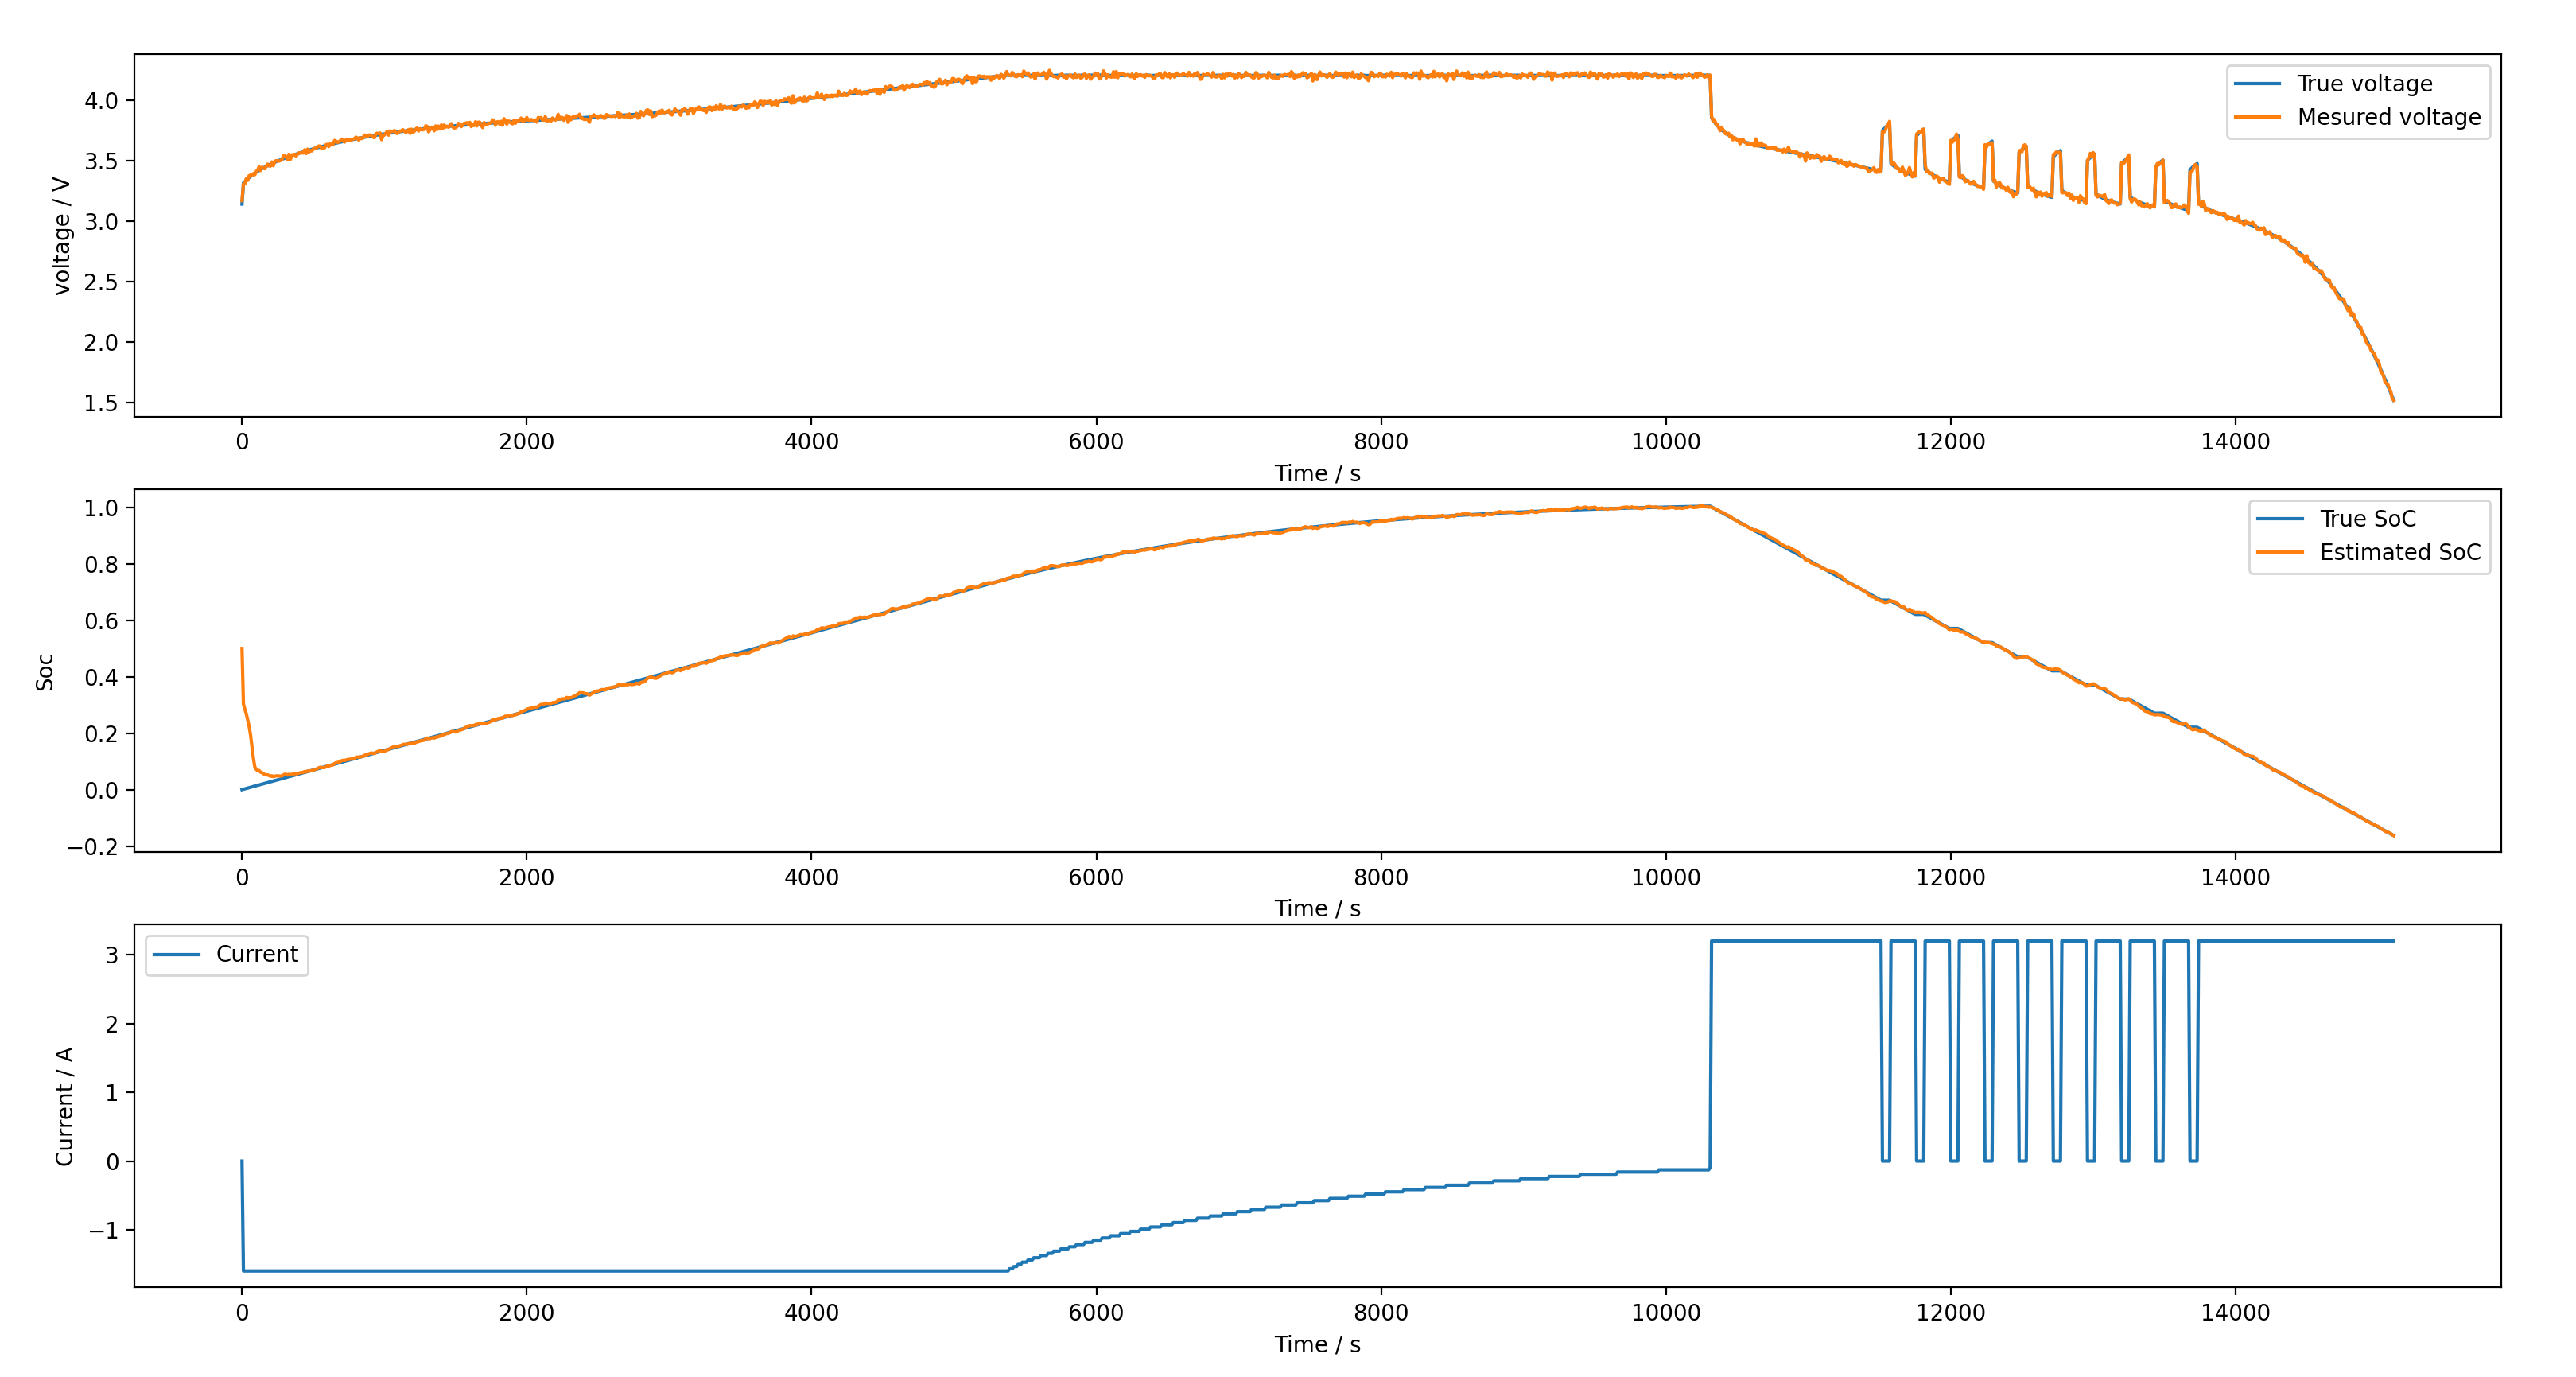 4.0
3.5
3.0
2.5
2.0
1.5
voltage / V
True voltage
Mesured voltage
0 2000 4000 6000 8000 10000 12000 14000
Time / s
1.0
0.8
0.6
0.4
0.2
0.0
−0.2
Soc
True SoC
Estimated SoC
0 2000 4000 6000 8000 10000 12000 14000
Time / s
3
2
1
0
−1
Current / A
Current
0 2000 4000 6000 8000 10000 12000 14000
Time / s